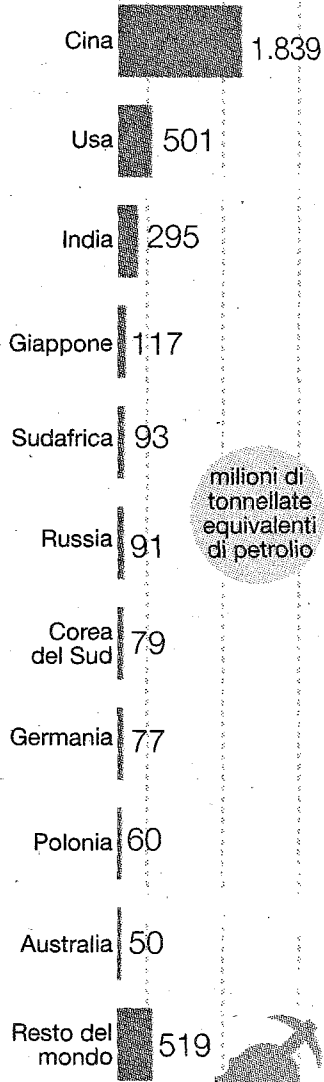 Cina 1.839
Usa 501
India 295
Giappone 117
Sudafrica 93
milioni di
tonnellate
equivalenti
di petrolio
Russia 91
Corea
del Sud 79
Germania 77
Polonia 60
Australia 50
Resto del
mondo 519